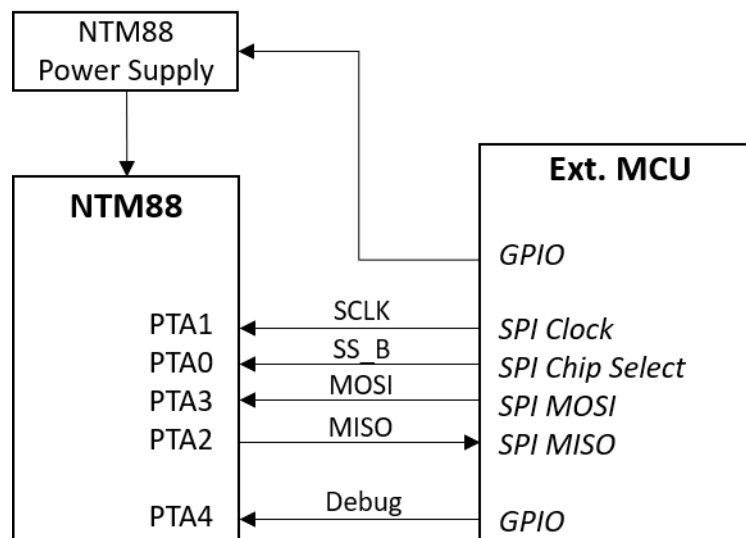 NTM88
Power Supply
NTM88
Ext. MCU
GPIO
PTA1
SCLK
SPI Clock
PTA0
SS_B
SPI Chip Select
PTA3
MOSI
SPI MOSI
PTA2
MISO
SPI MISO
PTA4
Debug
GPIO